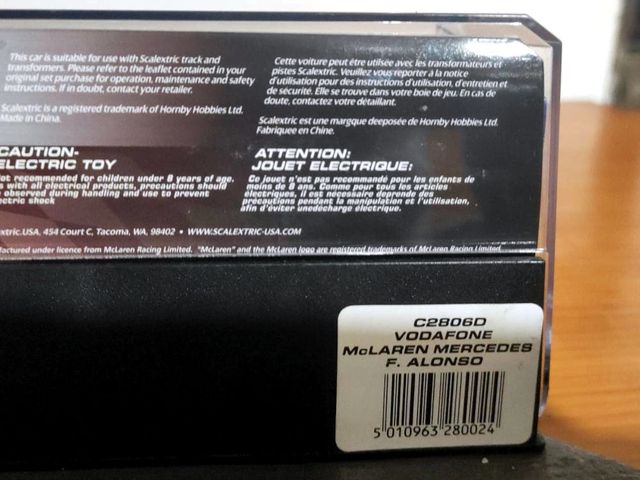 This car is suitable for use with Scalextric track and
transformers. Please refer to the leaflet contained in your
original set purchase for operation, maintenance and safety
instructions. If in doubt, contact your retailer.
Scalextric is a registered trademark of Hornby Hobbies Ltd.
Made in China.
CAUTION-
ELECTRIC TOY
ot recommended for children under 8 years of age.
s with all electrical products, precautions should
observed during handling and use to prevent
ectric shock
Cette voiture peut être utilisée avec les transformateurs et
pistes Scalextric. Veuillez vous reporter à la notice
d'utilisation pour des instructions d'utilisation, d'entretien et
de sécurité. Elle se trouve dans votre boie de jeu. En cas de
doute, contactez votre détaillant.
Scalextric est une marque deeposée de Hornby Hobbies Ltd.
Fabriquee en Chine.
ATTENTION:
JOUET ELECTRIQUE:
Ce jouet n'est pas recommandé pour les enfants de
moins de 8 ans. Comme pour tous les articles
électriques, il est nécessaire deprendre des
précautions pendant la manipulation et l'utilisation,
afin d'éviter unedécharge électrique.
extric.USA, 454 Court C, Tacoma, WA, 98402 • WWW.SCALEXTRIC-USA.COM
factured under licence from McLaren Racing Limited. "McLaren" and the McLaren logo are registered trademarks of McLaren Racing Limited
C2806D
VODAFONE
McLAREN MERCEDES
F. ALONSO
5 010963 280024